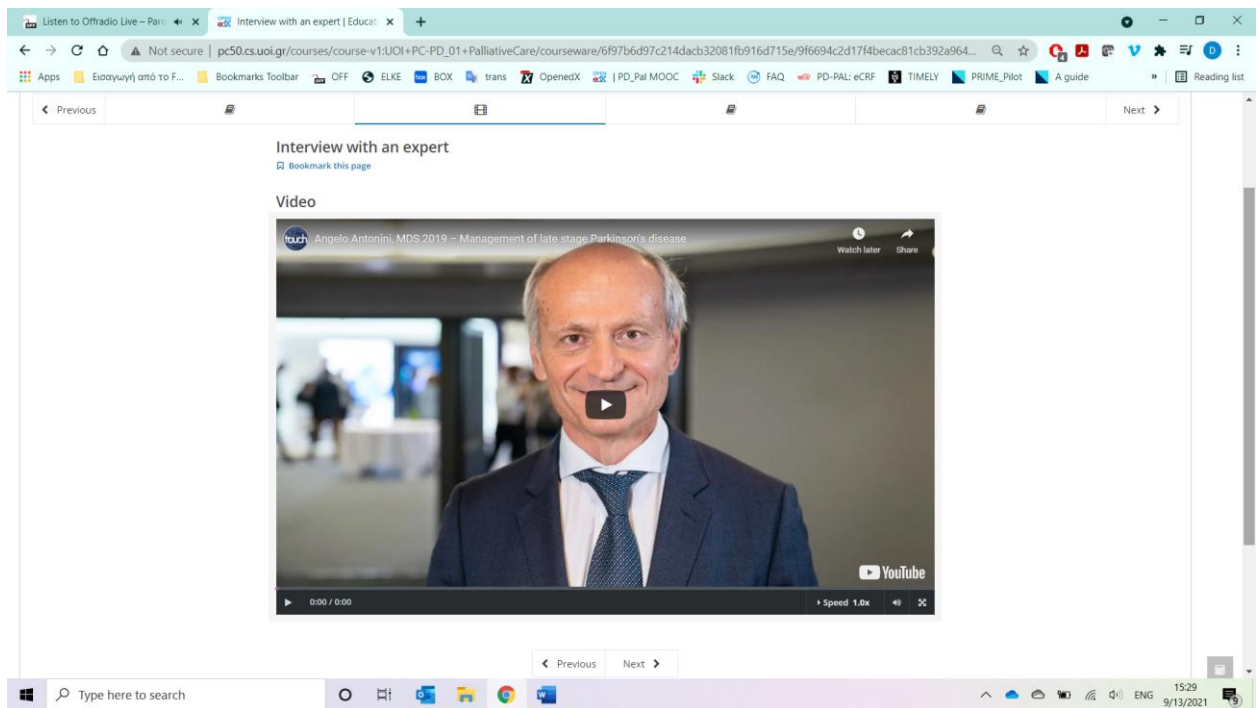 Listen to Offradio Live – Paro
Interview with an expert | Educati
Not secure | pc50.cs.uoi.gr/courses/course-v1:UOI+PC-PD_01+PalliativeCare/courseware/6f97b6d97c214dacb32081fb916d715e/9f6694c2d17f4becac81cb392a964...
Apps Εισαγωγή από το F... Bookmarks Toolbar OFF ELKE BOX trans OpenedX | PD_Pal MOOC Slack FAQ PD-PAL: eCRF TIMELY PRIME_Pilot A guide » Reading list
Previous Next
Interview with an expert
Bookmark this page
Video
touch Angelo Antonini, MDS 2019 – Management of late stage Parkinson's disease
Watch later Share
YouTube
0:00 / 0:00 Speed 1.0x
Previous Next
Type here to search
ENG 15:29
9/13/2021